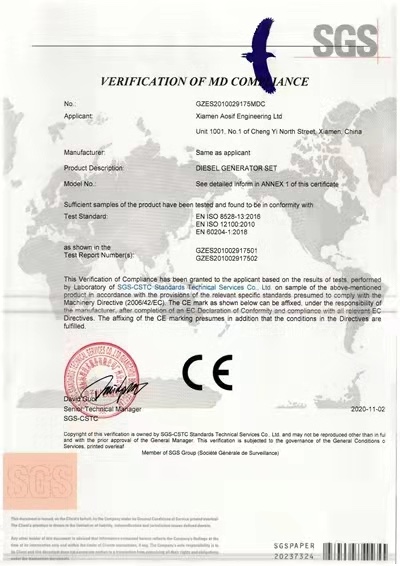 SGS
VERIFICATION OF MD COMPLIANCE
No.: GZES2010029175MDC
Applicant: Xiamen Aosif Engineering Ltd
Unit 1001, No.1 of Cheng Yi North Street, Xiamen, China
Manufacturer: Same as applicant
Product Description: DIESEL GENERATOR SET
Model No.: See detailed inform in ANNEX 1 of this certificate
Sufficient samples of the product have been tested and found to be in conformity with
Test Standard: EN ISO 8528-13:2016
EN ISO 12100:2010
EN 60204-1:2018
as shown in the
Test Report Number(s): GZES201002917501
GZES201002917502
This Verification of Compliance has been granted to the applicant based on the results of tests, performed
by Laboratory of SGS-CSTC Standards Technical Services Co., Ltd. on sample of the above-mentioned
product in accordance with the provisions of the relevant specific standards presumed to comply with the
Machinery Directive (2006/42/EC). The CE mark as shown below can be affixed, under the responsibility of
the manufacturer, after completion of an EC Declaration of Conformity and compliance with all relevant EC
Directives. The affixing of the CE marking presumes in addition that the conditions in the Directives are
fulfilled.
CE
David
Senior Technical Manager
SGS-CSTC
2020-11-02
Copyright of this verification is owned by SGS-CSTC Standards Technical Services Co., Ltd. and may not be reproduced other than in full
and with the prior approval of the General Manager. This verification is subjected to the governance of the General Conditions o
Services, printed overleaf.
Member of SGS Group (Société Générale de Surveillance)
SGS
SGSPAPER
20237324